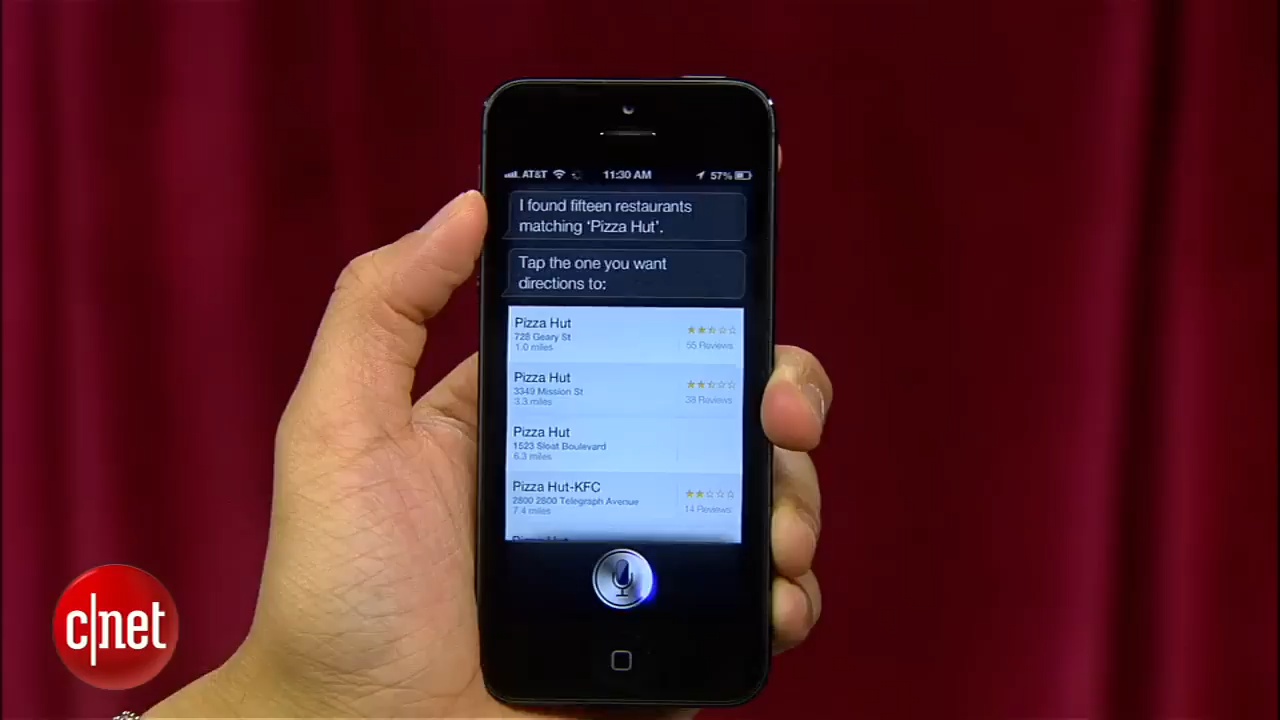 AT&T 11:30 AM 57%
I found fifteen restaurants
matching ‘Pizza Hut’.
Tap the one you want
directions to:
Pizza Hut
728 Geary St
1.0 miles
55 Reviews
Pizza Hut
3349 Mission St
3.3 miles
38 Reviews
Pizza Hut
1523 Sloat Boulevard
6.3 miles
Pizza Hut-KFC
2800 2800 Telegraph Avenue
7.4 miles
14 Reviews
c|net